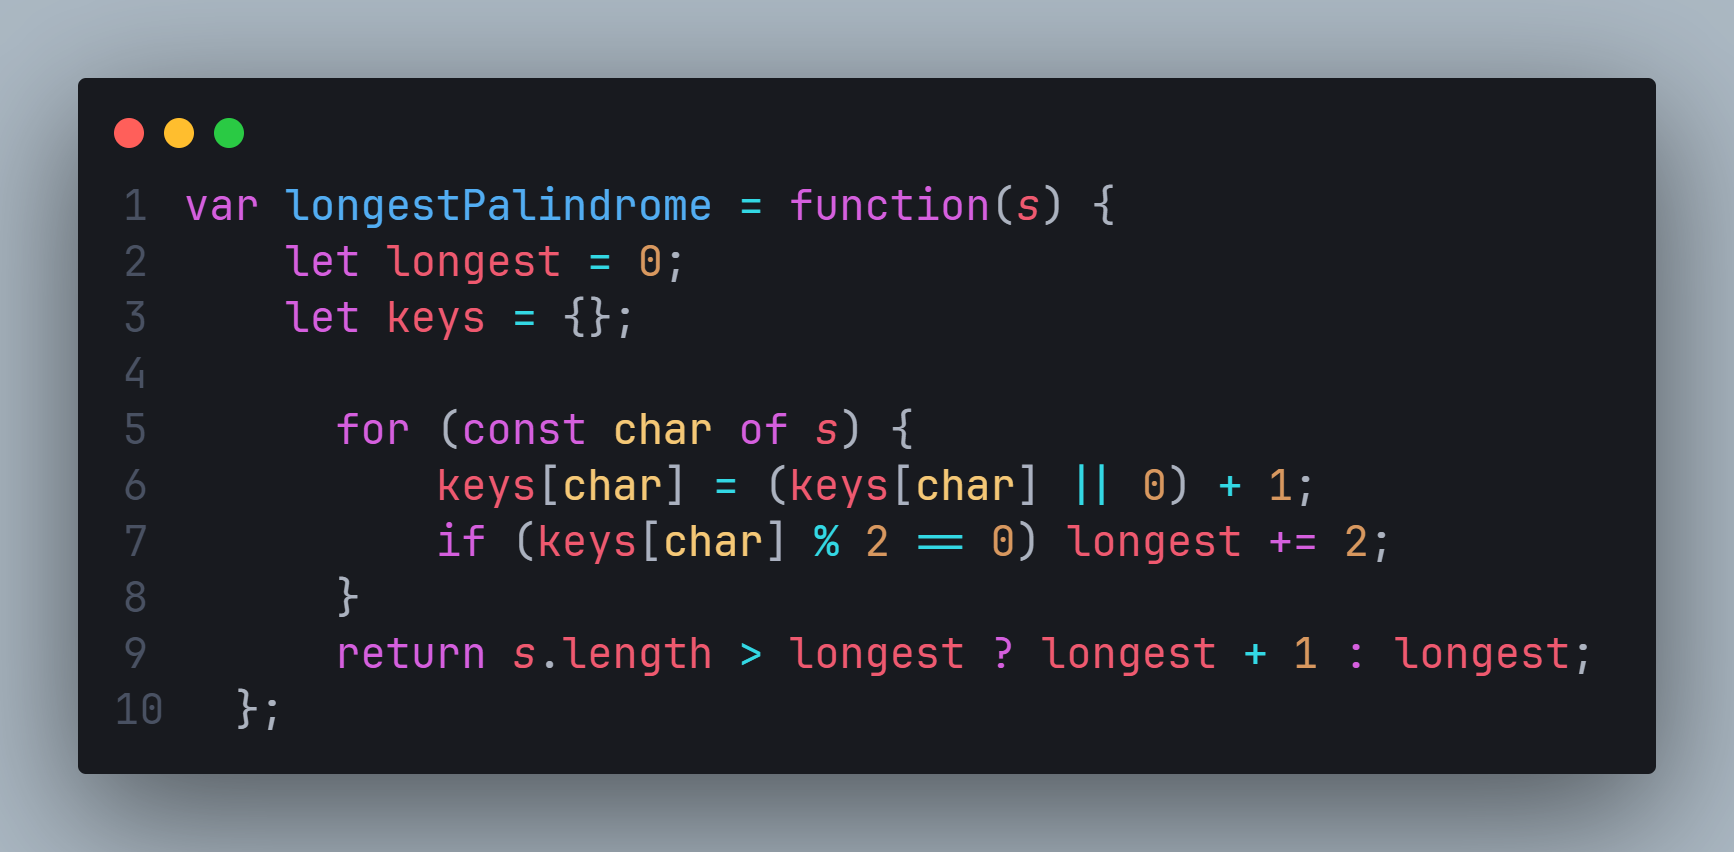 1 var longestPalindrome = function(s) {
2     let longest = 0;
3     let keys = {};
4
5       for (const char of s) {
6           keys[char] = (keys[char] || 0) + 1;
7           if (keys[char] % 2 == 0) longest += 2;
8       }
9       return s.length > longest ? longest + 1 : longest;
10   };